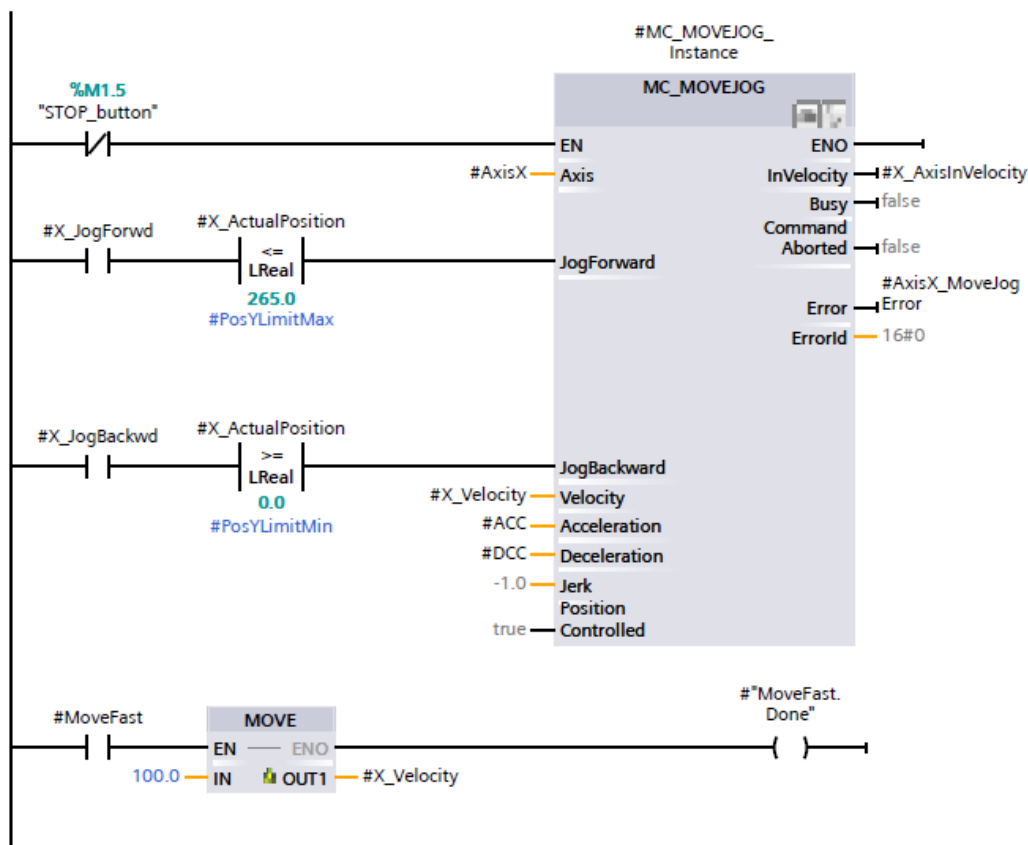 #MC_MOVEJOG_
Instance
MC_MOVEJOG
%M1.5
"STOP_button"
EN
ENO
#AxisX
Axis
InVelocity
#X_AxisInVelocity
Busy
false
Command
Aborted
false
#X_JogForwd
#X_ActualPosition
<=
LReal
265.0
#PosYLimitMax
JogForward
#AxisX_MoveJog
Error
Error
ErrorId
16#0
#X_JogBackwd
#X_ActualPosition
>=
LReal
0.0
#PosYLimitMin
JogBackward
#X_Velocity
Velocity
#ACC
Acceleration
#DCC
Deceleration
-1.0
Jerk
Position
true
Controlled
#MoveFast
MOVE
EN
ENO
100.0
IN
OUT1
#X_Velocity
#"MoveFast.
Done"